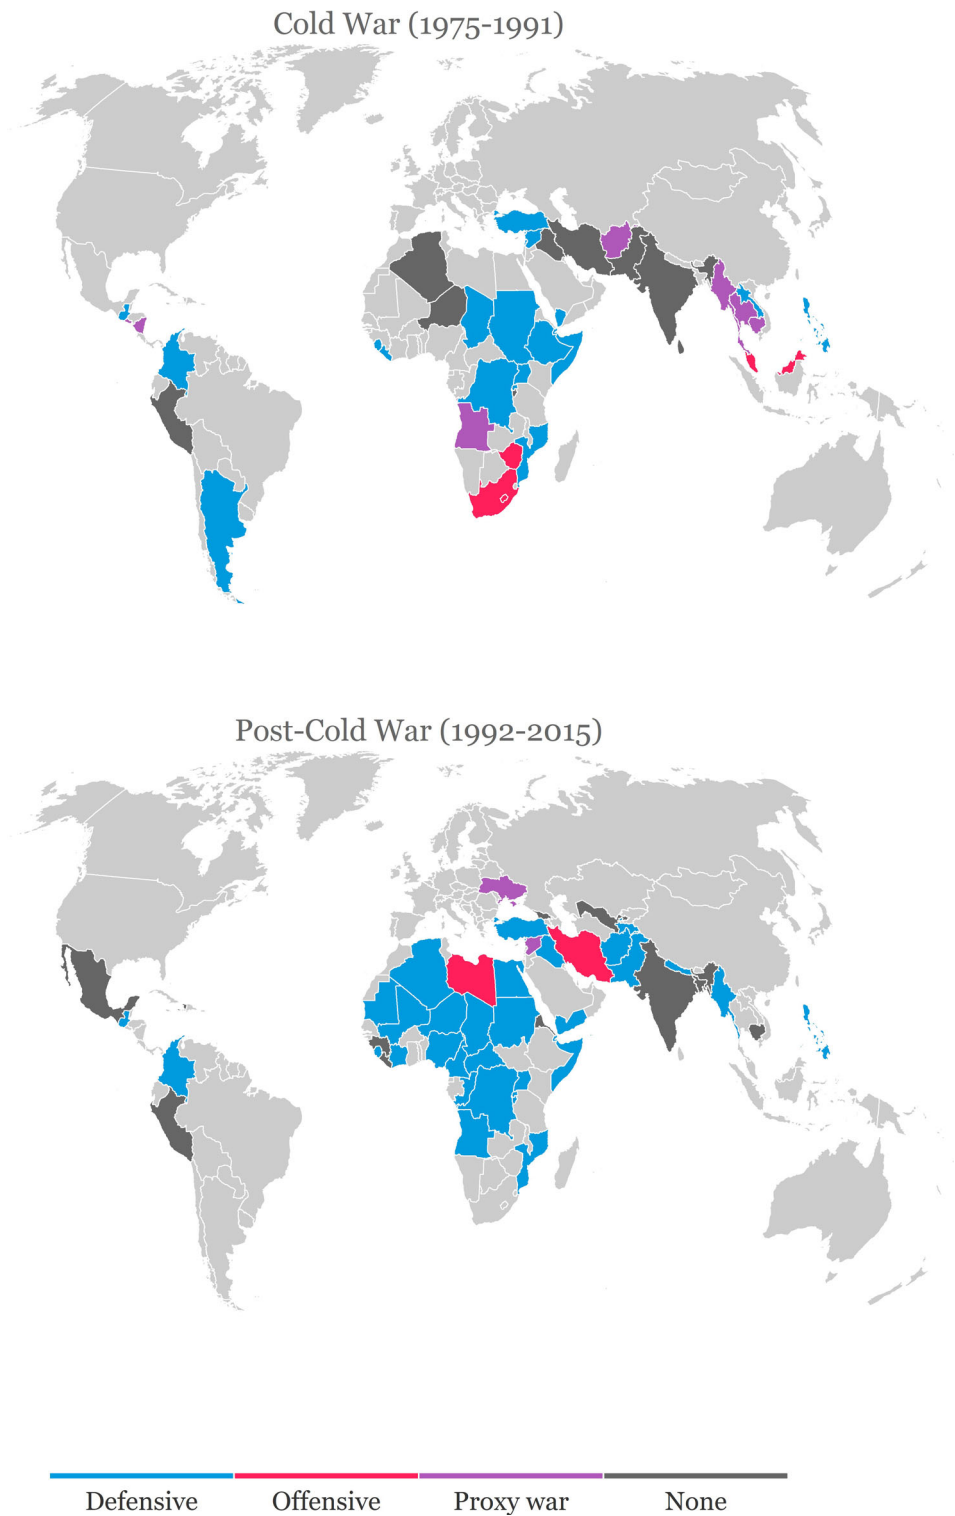 Cold War (1975-1991)
Post-Cold War (1992-2015)
Defensive
Offensive
Proxy war
None